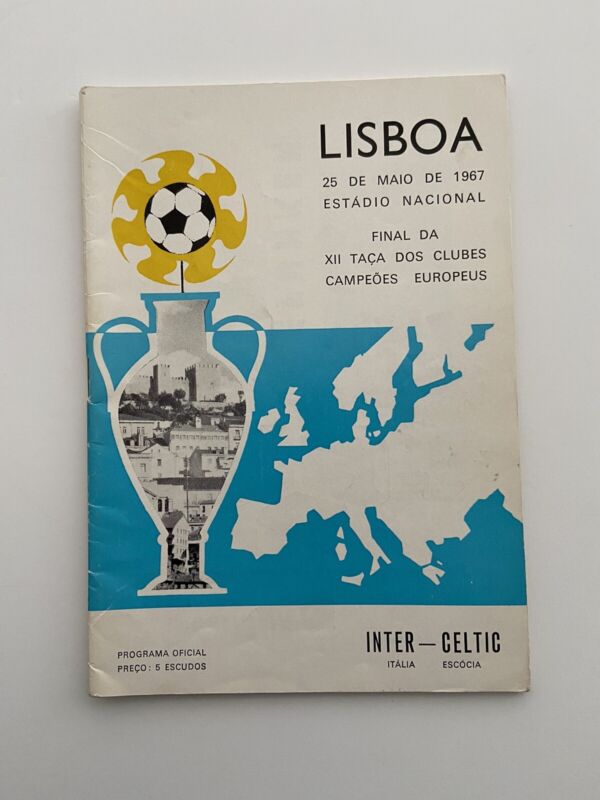 LISBOA
25 DE MAIO DE 1967
ESTÁDIO NACIONAL
FINAL DA
XII TAÇA DOS CLUBES
CAMPEÕES EUROPEUS
INTER — CELTIC
ITÁLIA ESCÓCIA
PROGRAMA OFICIAL
PREÇO: 5 ESCUDOS